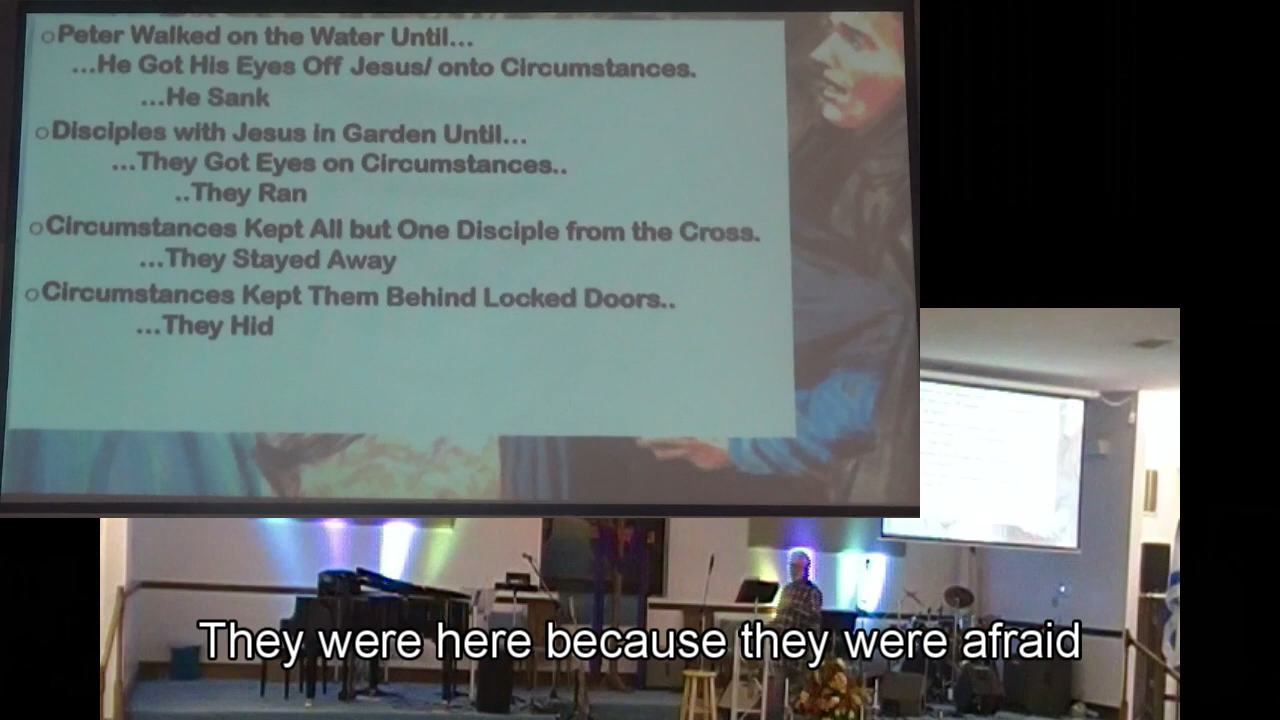 ○Peter Walked on the Water Until...
...He Got His Eyes Off Jesus/ onto Circumstances.
...He Sank
○Disciples with Jesus in Garden Until...
...They Got Eyes on Circumstances..
..They Ran
○Circumstances Kept All but One Disciple from the Cross.
...They Stayed Away
○Circumstances Kept Them Behind Locked Doors..
...They Hid
They were here because they were afraid